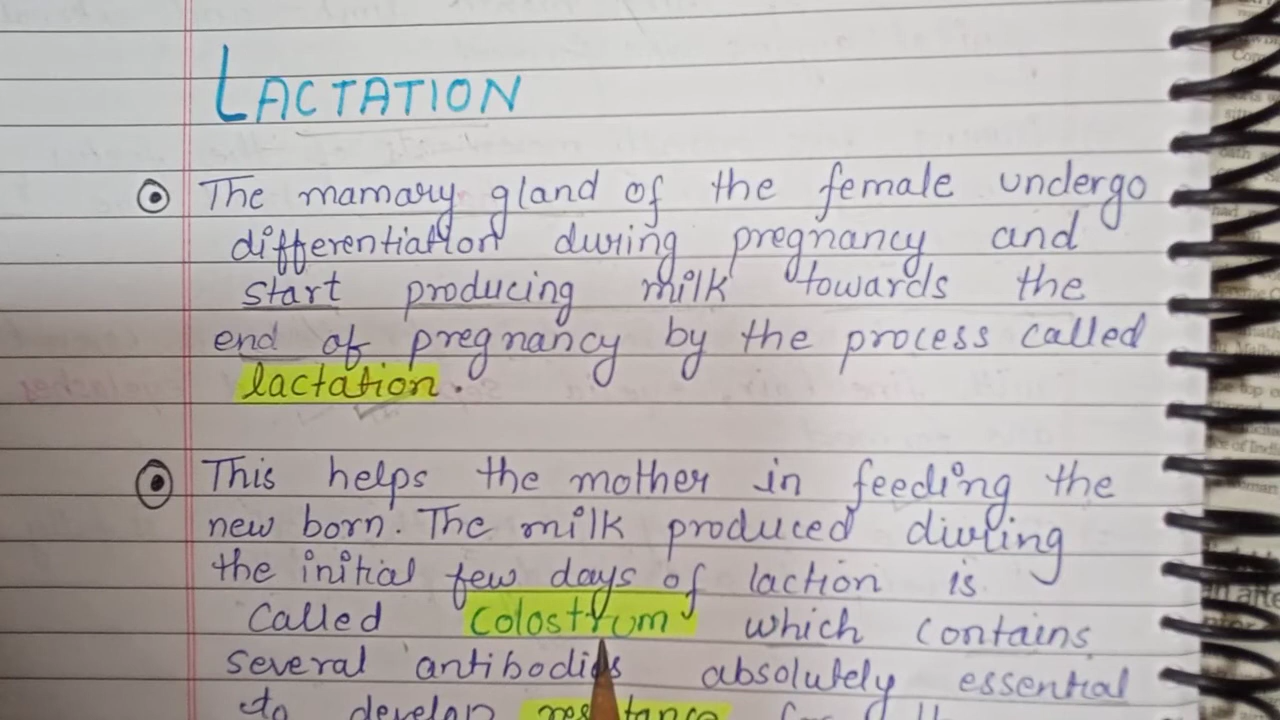 LACTATION
The mamary gland of the female undergo
differentiation during pregnancy and
start producing milk towards the
end of pregnancy by the process called
lactation.
This helps the mother in feeding the
new born. The milk produced during
the initial few days of laction is
called colostrum which contains
several antibodies absolutely essential
to develop